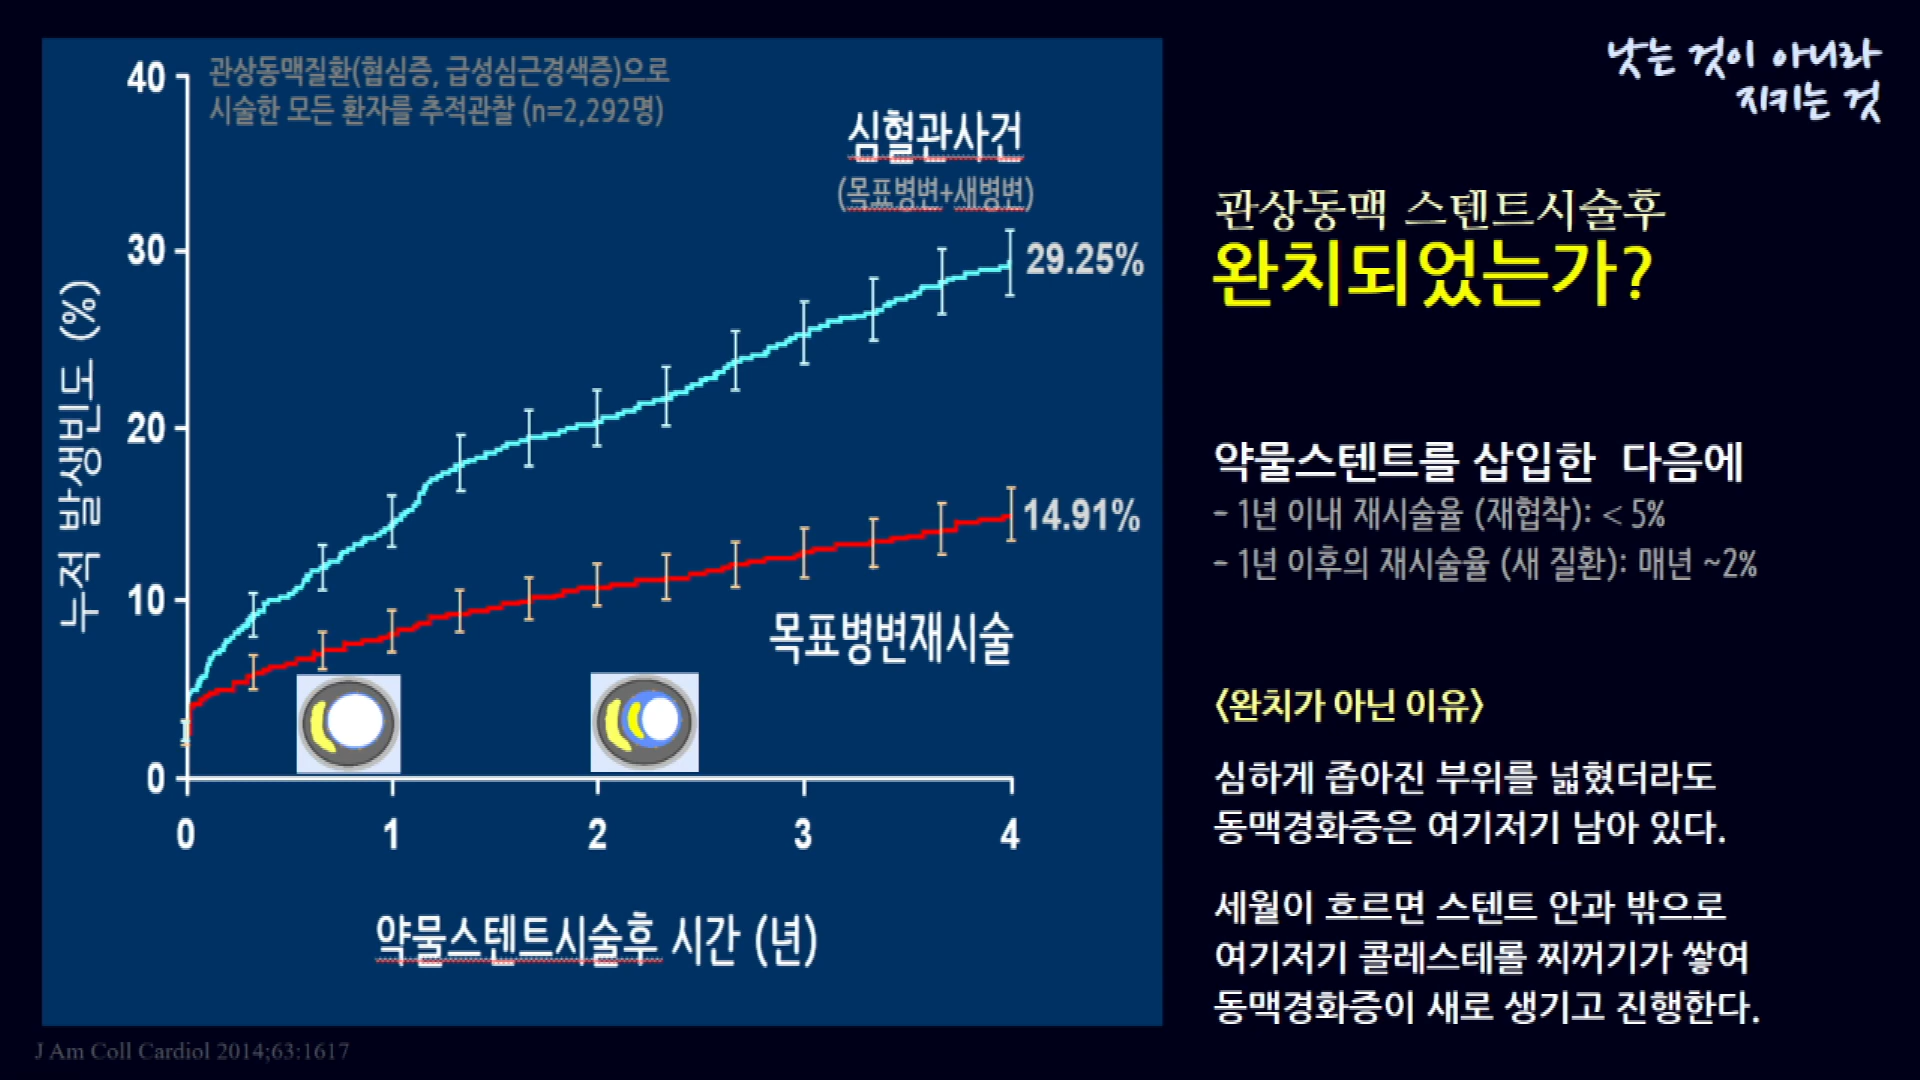 낫는 것이 아니라
지키는 것
관상동맥질환(협심증, 급성심근경색증)으로
시술한 모든 환자를 추적관찰 (n=2,292명)
심혈관사건
(목표병변+새병변)
29.25%
14.91%
목표병변재시술
누적 발생빈도 (%)
40
30
20
10
0
0 1 2 3 4
약물스텐트시술후 시간 (년)
J Am Coll Cardiol 2014;63:1617
관상동맥 스텐트시술후
완치되었는가?
약물스텐트를 삽입한 다음에
- 1년 이내 재시술율 (재협착): < 5%
- 1년 이후의 재시술율 (새 질환): 매년 ~2%
<완치가 아닌 이유>
심하게 좁아진 부위를 넓혔더라도
동맥경화증은 여기저기 남아 있다.
세월이 흐르면 스텐트 안과 밖으로
여기저기 콜레스테롤 찌꺼기가 쌓여
동맥경화증이 새로 생기고 진행한다.